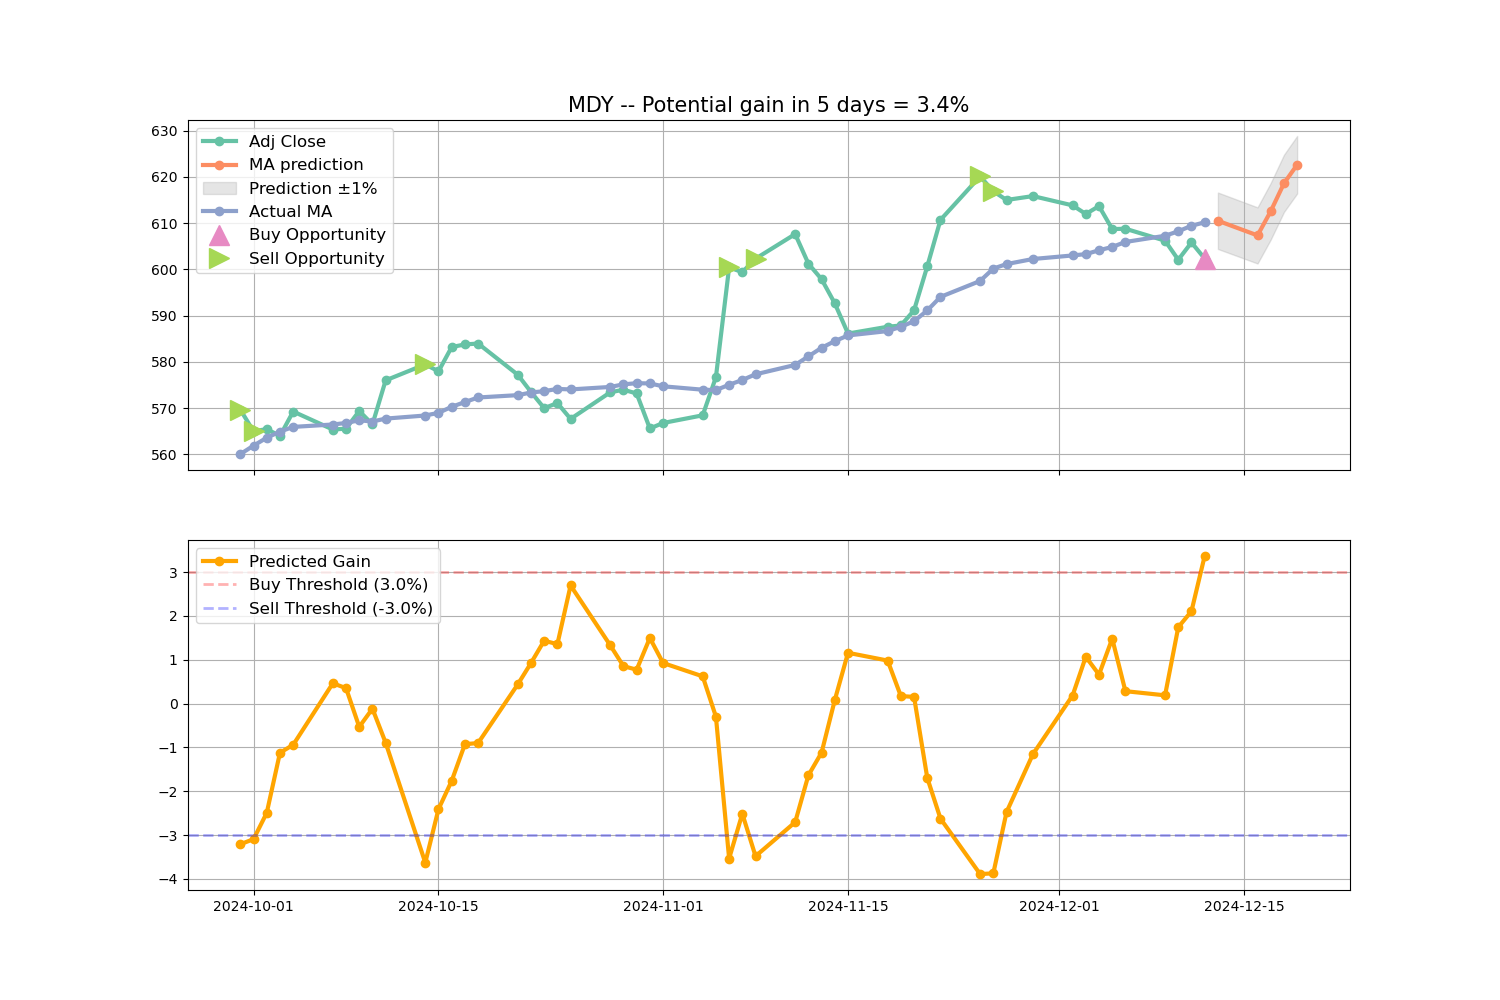 MDY -- Potential gain in 5 days = 3.4%
630
620
610
600
590
580
570
560
Adj Close
MA prediction
Prediction ±1%
Actual MA
Buy Opportunity
Sell Opportunity
3
2
1
0
−1
−2
−3
−4
Predicted Gain
Buy Threshold (3.0%)
Sell Threshold (-3.0%)
2024-10-01
2024-10-15
2024-11-01
2024-11-15
2024-12-01
2024-12-15